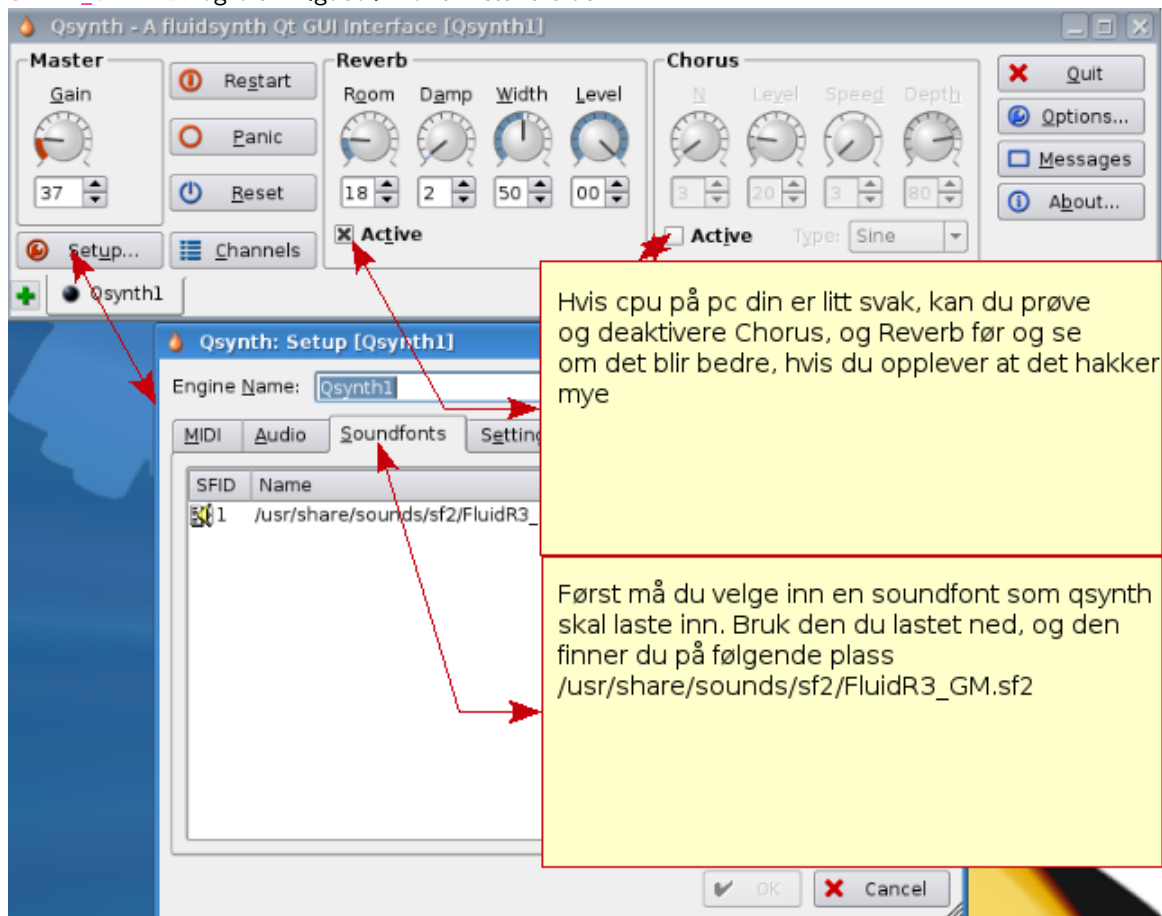 Qsynth - A fluidsynth Qt GUI Interface [Qsynth1]
Master
Gain
37
Setup...
Restart
Panic
Reset
Channels
Reverb
Room Damp Width Level
18 2 50 00
Active
Chorus
N Level Speed Depth
3 20 3 80
Active Type: Sine
Quit
Options...
Messages
About...
Qsynth1
Hvis cpu på pc din er litt svak, kan du prøve
og deaktivere Chorus, og Reverb før og se
om det blir bedre, hvis du opplever at det hakker
mye
Qsynth: Setup [Qsynth1]
Engine Name: Qsynth1
MIDI Audio Soundfonts Setting
SFID Name
1 /usr/share/sounds/sf2/FluidR3_
Først må du velge inn en soundfont som qsynth
skal laste inn. Bruk den du lastet ned, og den
finner du på følgende plass
/usr/share/sounds/sf2/FluidR3_GM.sf2
OK Cancel